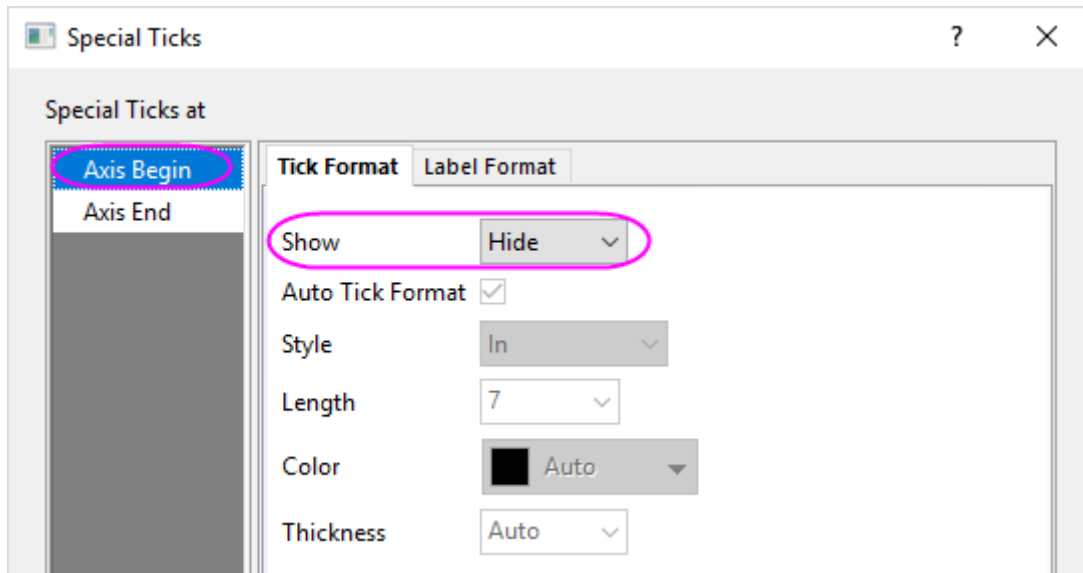 Special Ticks ?
Special Ticks at
Axis Begin
Axis End
Tick Format Label Format
Show Hide
Auto Tick Format
Style In
Length 7
Color Auto
Thickness Auto